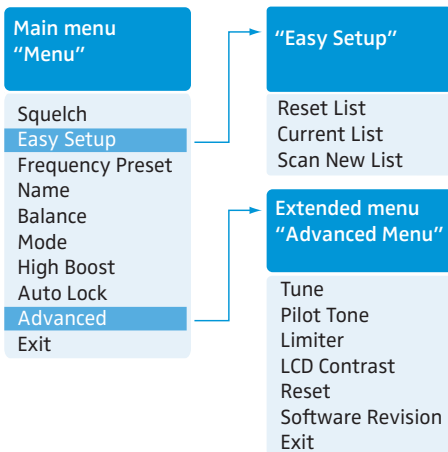 Main menu
“Menu”
Squelch
Easy Setup
Frequency Preset
Name
Balance
Mode
High Boost
Auto Lock
Advanced
Exit
“Easy Setup”
Reset List
Current List
Scan New List
Extended menu
“Advanced Menu”
Tune
Pilot Tone
Limiter
LCD Contrast
Reset
Software Revision
Exit